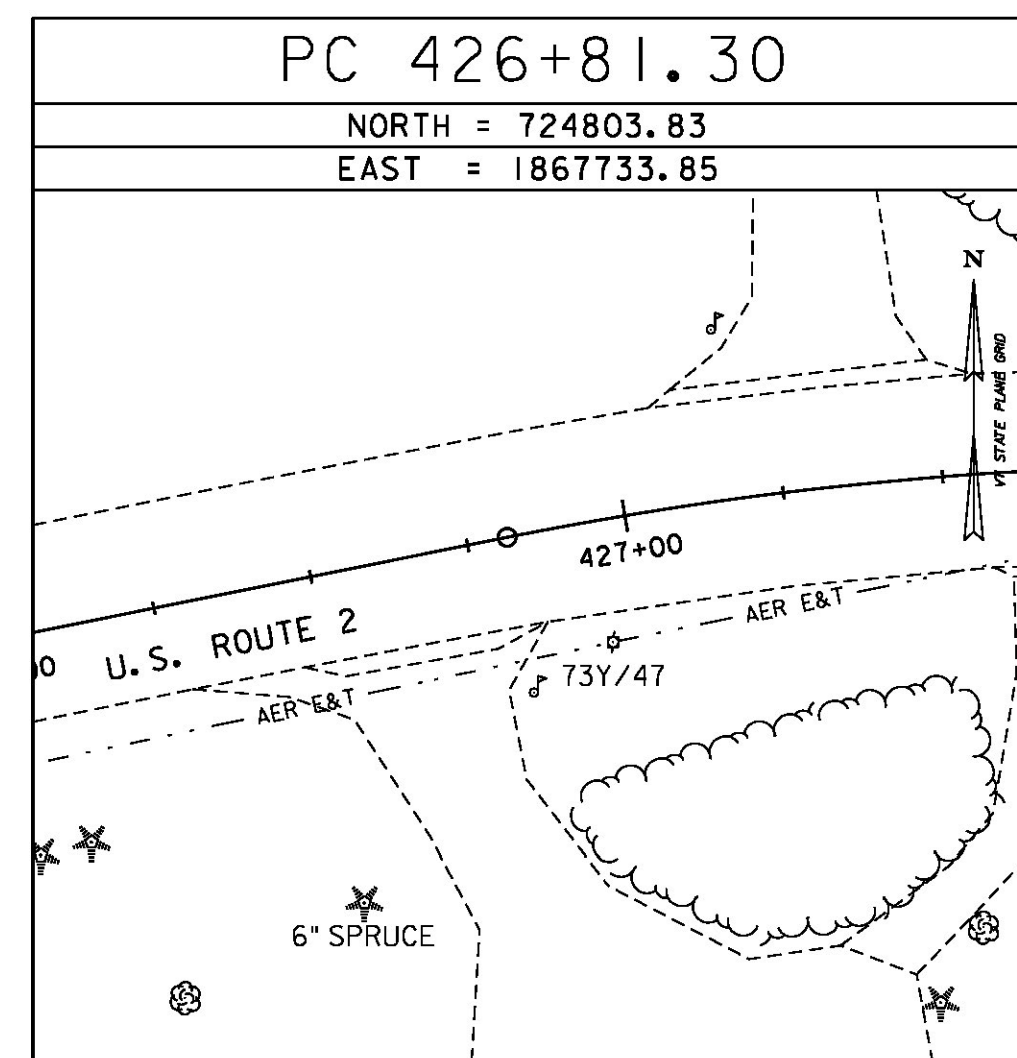 PC 426+81.30
NORTH = 724803.83
EAST = 1867733.85
N
VT STATE PLANE GRID
427+00
AER E&T
U.S. ROUTE 2
00
73Y/47
AER E&T
6" SPRUCE